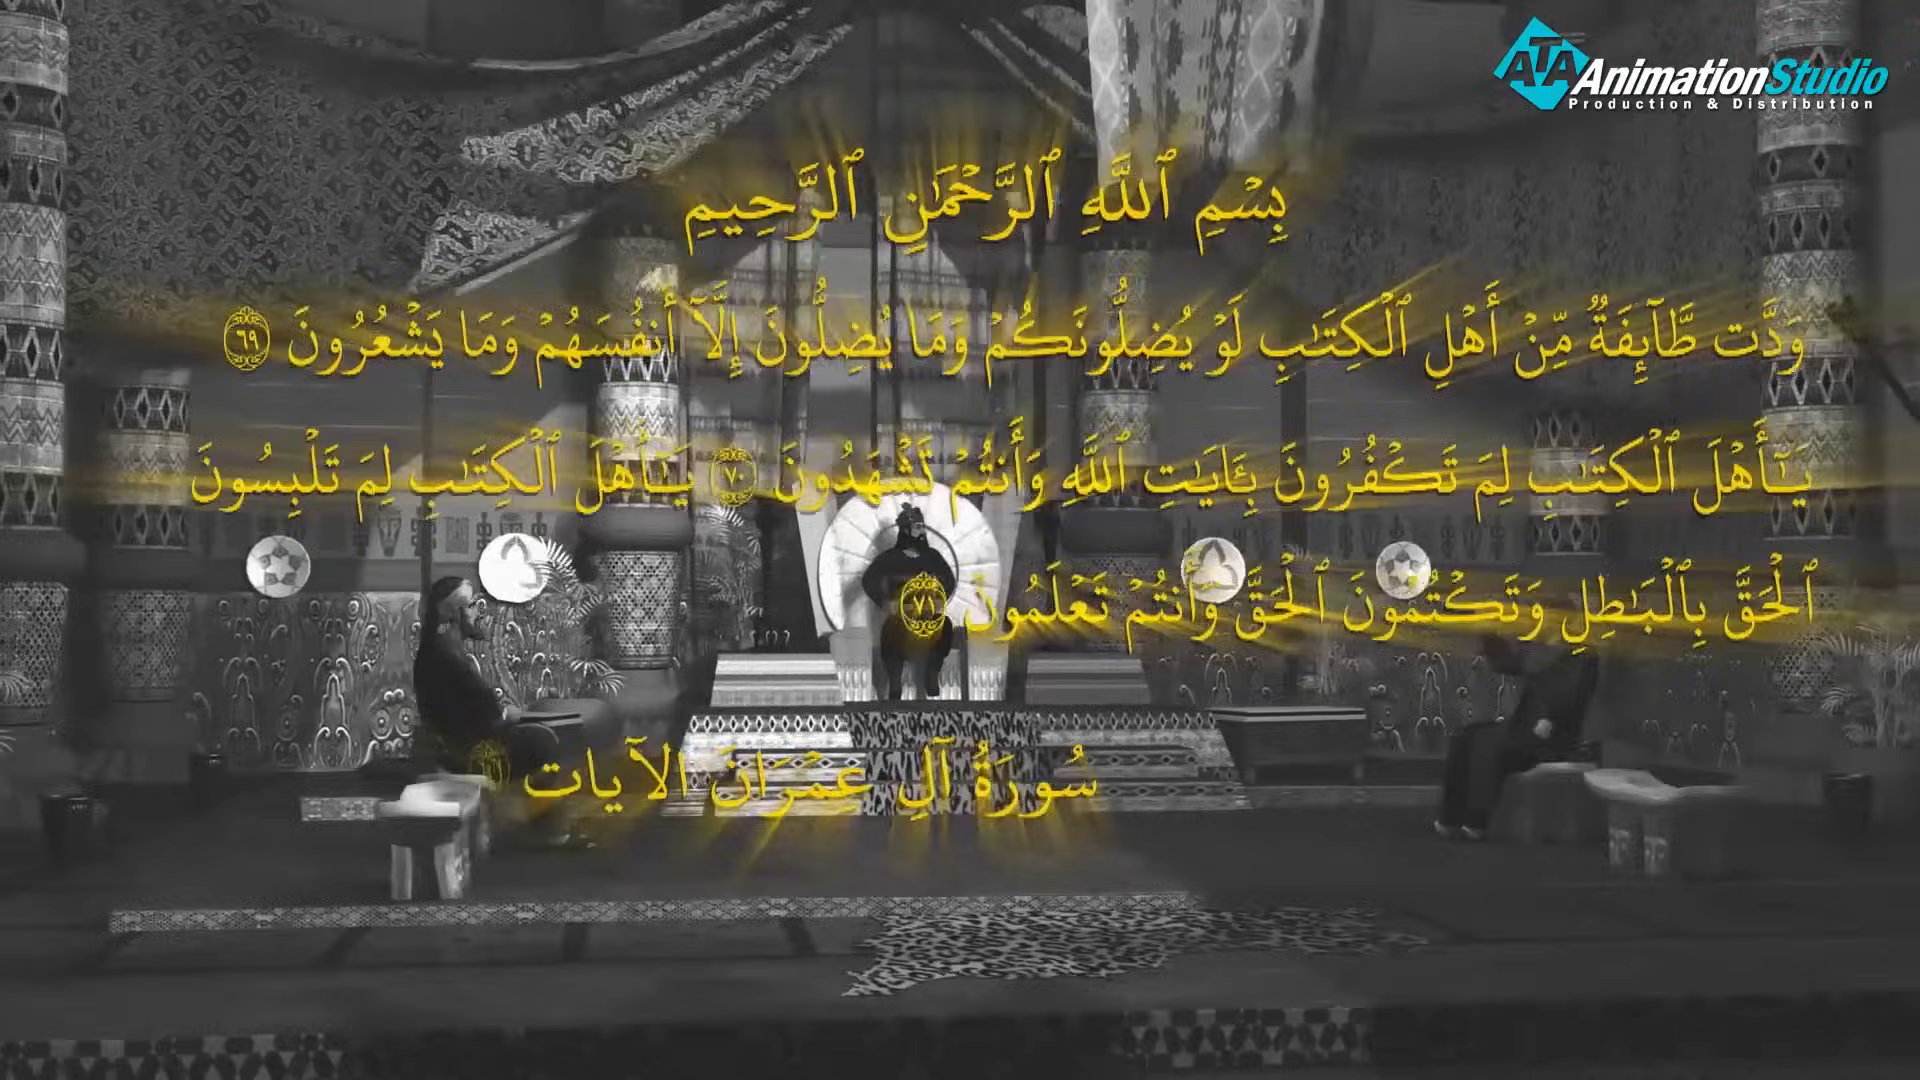 ATA AnimationStudio
Production & Distribution
بِسْمِ ٱللَّهِ ٱلرَّحْمَٰنِ ٱلرَّحِيمِ
وَدَّت طَّآئِفَةٌ مِّنْ أَهْلِ ٱلْكِتَٰبِ لَوْ يُضِلُّونَكُمْ وَمَا يُضِلُّونَ إِلَّآ أَنفُسَهُمْ وَمَا يَشْعُرُونَ ٦٩
يَٰٓأَهْلَ ٱلْكِتَٰبِ لِمَ تَكْفُرُونَ بِـَٔايَٰتِ ٱللَّهِ وَأَنتُمْ تَشْهَدُونَ ٧٠ يَٰٓأَهْلَ ٱلْكِتَٰبِ لِمَ تَلْبِسُونَ
ٱلْحَقَّ بِٱلْبَٰطِلِ وَتَكْتُمُونَ ٱلْحَقَّ وَأَنتُمْ تَعْلَمُونَ ٧١
سُورَةُ آلِ عِمْرَانَ الآيات